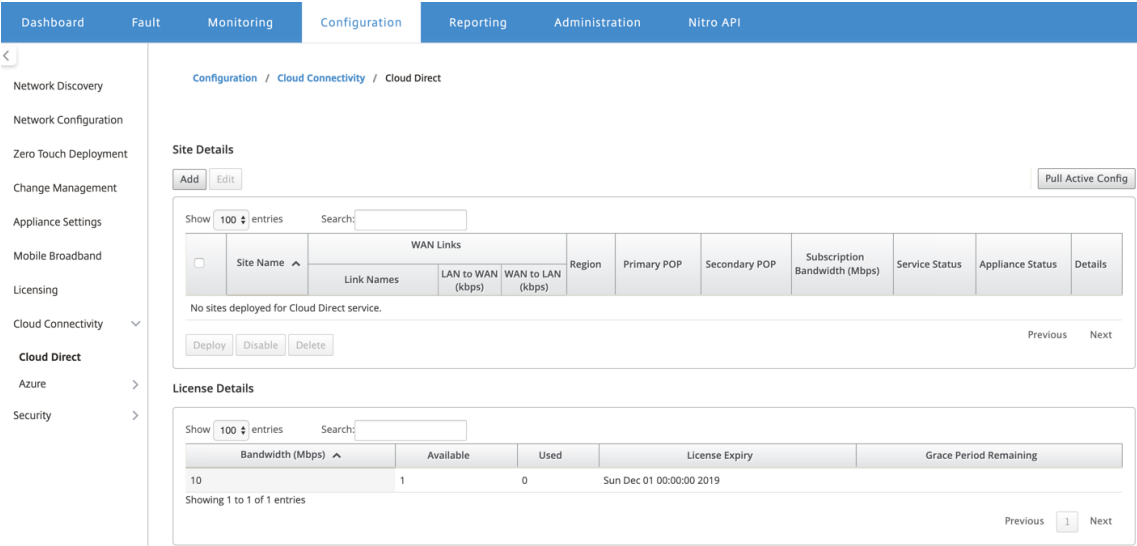 Dashboard Fault Monitoring Configuration Reporting Administration Nitro API
Network Discovery
Network Configuration
Zero Touch Deployment
Change Management
Appliance Settings
Mobile Broadband
Licensing
Cloud Connectivity
Cloud Direct
Azure
Security
Configuration / Cloud Connectivity / Cloud Direct
Site Details
Add Edit Pull Active Config
Show 100 entries Search:
Site Name WAN Links Region Primary POP Secondary POP Subscription Bandwidth (Mbps) Service Status Appliance Status Details
Link Names LAN to WAN (kbps) WAN to LAN (kbps)
No sites deployed for Cloud Direct service.
Previous Next
Deploy Disable Delete
License Details
Show 100 entries Search:
Bandwidth (Mbps) Available Used License Expiry Grace Period Remaining
10 1 0 Sun Dec 01 00:00:00 2019
Showing 1 to 1 of 1 entries
Previous 1 Next